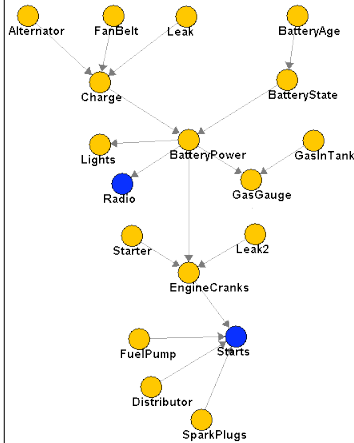 Alternator
FanBelt
Leak
BatteryAge
Charge
BatteryState
Lights
BatteryPower
GasInTank
Radio
GasGauge
Starter
Leak2
EngineCranks
FuelPump
Starts
Distributor
SparkPlugs